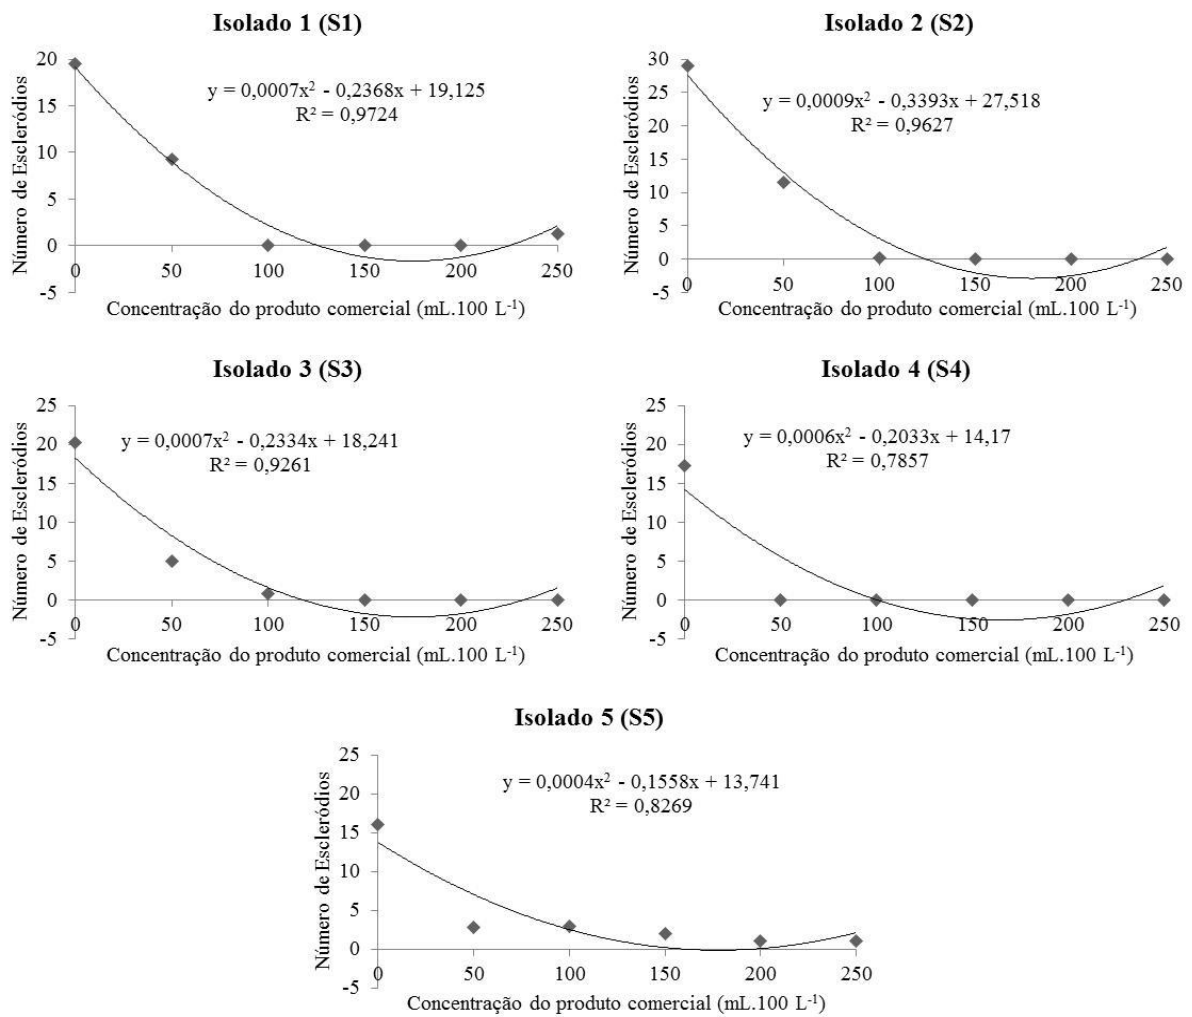 Isolado 1 (S1)
20
15
10
5
0
-5
Número de Escleródios
y = 0,0007x² - 0,2368x + 19,125
R² = 0,9724
0 50 100 150 200 250
Concentração do produto comercial (mL.100 L⁻¹)
Isolado 2 (S2)
30
25
20
15
10
5
0
-5
Número de Escleródios
y = 0,0009x² - 0,3393x + 27,518
R² = 0,9627
0 50 100 150 200 250
Concentração do produto comercial (mL.100 L⁻¹)
Isolado 3 (S3)
25
20
15
10
5
0
-5
Número de Escleródios
y = 0,0007x² - 0,2334x + 18,241
R² = 0,9261
0 50 100 150 200 250
Concentração do produto comercial (mL.100 L⁻¹)
Isolado 4 (S4)
25
20
15
10
5
0
-5
Número de Escleródios
y = 0,0006x² - 0,2033x + 14,17
R² = 0,7857
0 50 100 150 200 250
Concentração do produto comercial (mL.100 L⁻¹)
Isolado 5 (S5)
25
20
15
10
5
0
-5
Número de Escleródios
y = 0,0004x² - 0,1558x + 13,741
R² = 0,8269
0 50 100 150 200 250
Concentração do produto comercial (mL.100 L⁻¹)